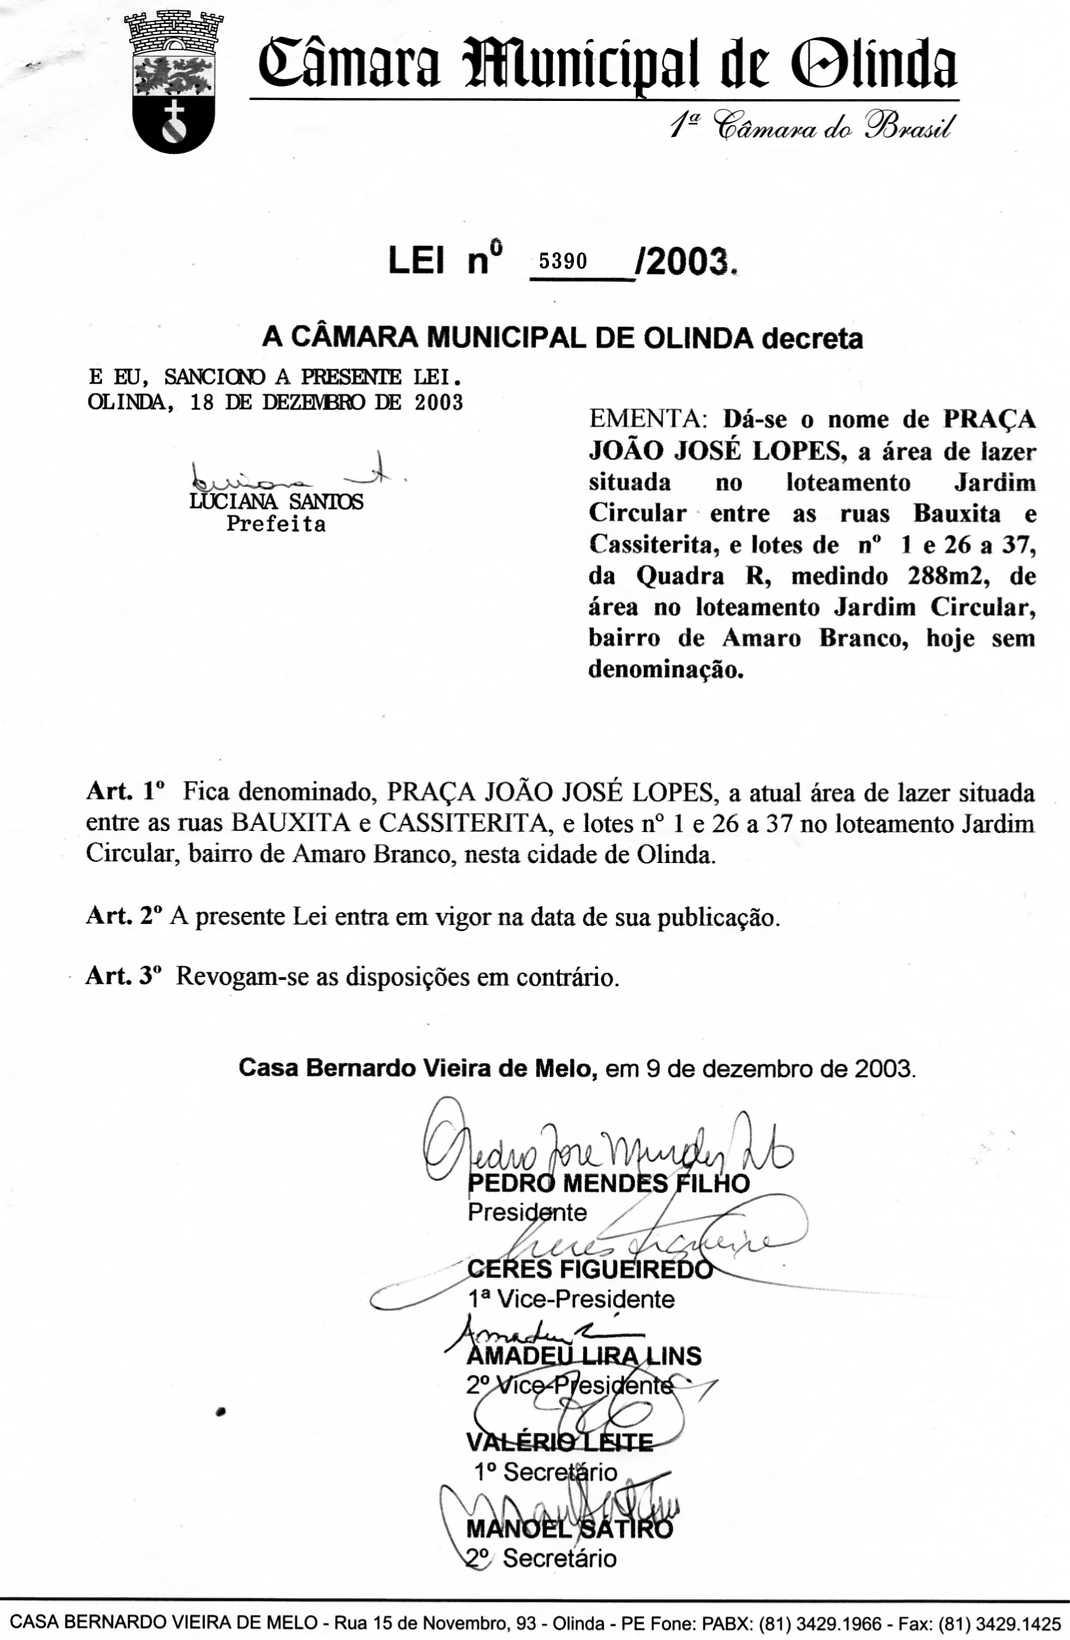 Câmara Municipal de Olinda
1ª Câmara do Brasil
LEI nº 5390 /2003.
A CÂMARA MUNICIPAL DE OLINDA decreta
E EU, SANCIONO A PRESENTE LEI.
OLINDA, 18 DE DEZEMBRO DE 2003
LUCIANA SANTOS
Prefeita
EMENTA: Dá-se o nome de PRAÇA
JOÃO JOSÉ LOPES, a área de lazer
situada no loteamento Jardim
Circular entre as ruas Bauxita e
Cassiterita, e lotes de nº 1 e 26 a 37,
da Quadra R, medindo 288m2, de
área no loteamento Jardim Circular,
bairro de Amaro Branco, hoje sem
denominação.
Art. 1º Fica denominado, PRAÇA JOÃO JOSÉ LOPES, a atual área de lazer situada
entre as ruas BAUXITA e CASSITERITA, e lotes nº 1 e 26 a 37 no loteamento Jardim
Circular, bairro de Amaro Branco, nesta cidade de Olinda.
Art. 2º A presente Lei entra em vigor na data de sua publicação.
Art. 3º Revogam-se as disposições em contrário.
Casa Bernardo Vieira de Melo, em 9 de dezembro de 2003.
Pedro José Mendes
PEDRO MENDES FILHO
Presidente
Ceres Figueiredo
CERES FIGUEIREDO
1ª Vice-Presidente
Amadeu
AMADEU LIRA LINS
2º Vice-Presidente
VALÉRIO LEITE
1º Secretário
MANOEL SÁTIRO
2º Secretário
CASA BERNARDO VIEIRA DE MELO - Rua 15 de Novembro, 93 - Olinda - PE Fone: PABX: (81) 3429.1966 - Fax: (81) 3429.1425